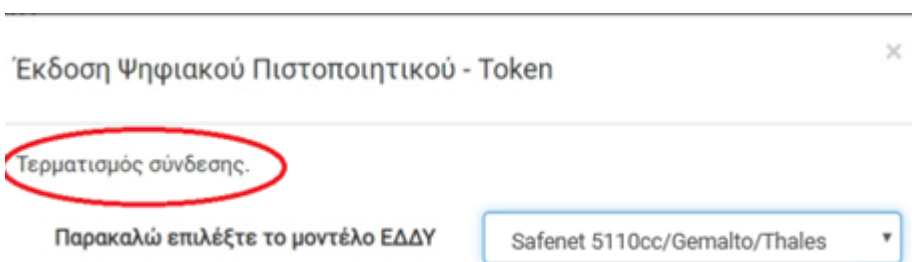 Έκδοση Ψηφιακού Πιστοποιητικού - Token ×
Τερματισμός σύνδεσης.
Παρακαλώ επιλέξτε το μοντέλο ΕΔΔΥ Safenet 5110cc/Gemalto/Thales